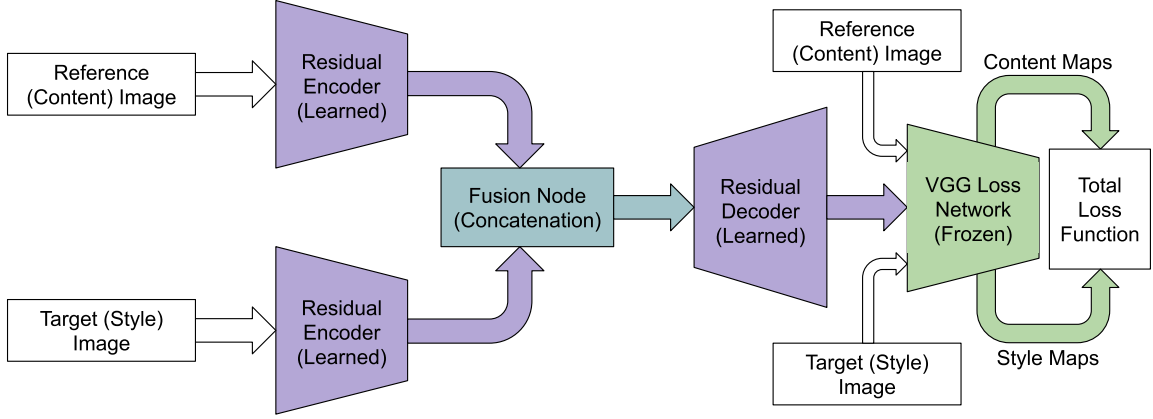 Reference
(Content) Image
Residual
Encoder
(Learned)
Target (Style)
Image
Residual
Encoder
(Learned)
Fusion Node
(Concatenation)
Residual
Decoder
(Learned)
Reference
(Content) Image
Target (Style)
Image
VGG Loss
Network
(Frozen)
Content Maps
Style Maps
Total
Loss
Function